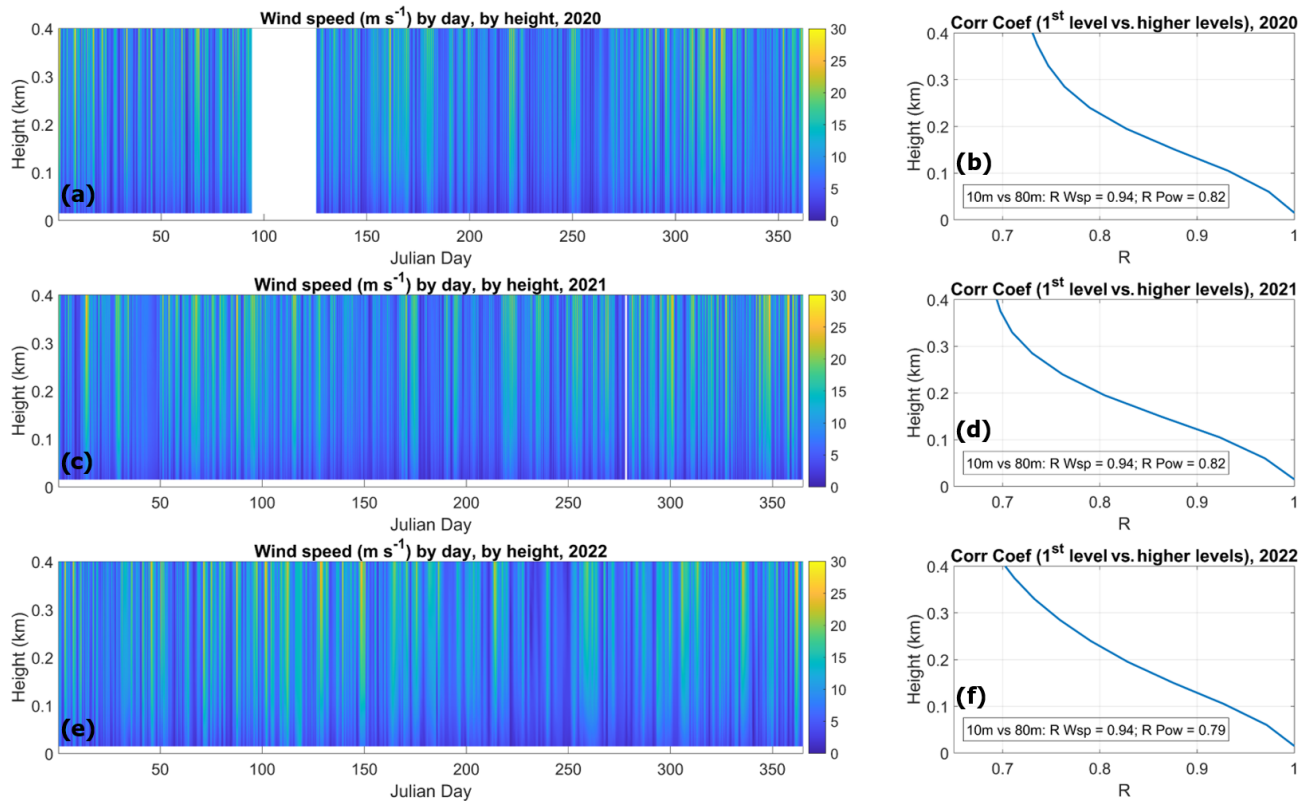 Wind speed (m s-1) by day, by height, 2020
0.4
0.3
0.2
0.1
0
Height (km)
(a)
50 100 150 200 250 300 350
Julian Day
30
25
20
15
10
5
0
Corr Coef (1st level vs. higher levels), 2020
0.4
0.3
0.2
0.1
0
Height (km)
(b)
10m vs 80m: R Wsp = 0.94; R Pow = 0.82
0.7 0.8 0.9 1
R
Wind speed (m s-1) by day, by height, 2021
0.4
0.3
0.2
0.1
0
Height (km)
(c)
50 100 150 200 250 300 350
Julian Day
30
25
20
15
10
5
0
Corr Coef (1st level vs. higher levels), 2021
0.4
0.3
0.2
0.1
0
Height (km)
(d)
10m vs 80m: R Wsp = 0.94; R Pow = 0.82
0.7 0.8 0.9 1
R
Wind speed (m s-1) by day, by height, 2022
0.4
0.3
0.2
0.1
0
Height (km)
(e)
50 100 150 200 250 300 350
Julian Day
30
25
20
15
10
5
0
Corr Coef (1st level vs. higher levels), 2022
0.4
0.3
0.2
0.1
0
Height (km)
(f)
10m vs 80m: R Wsp = 0.94; R Pow = 0.79
0.7 0.8 0.9 1
R